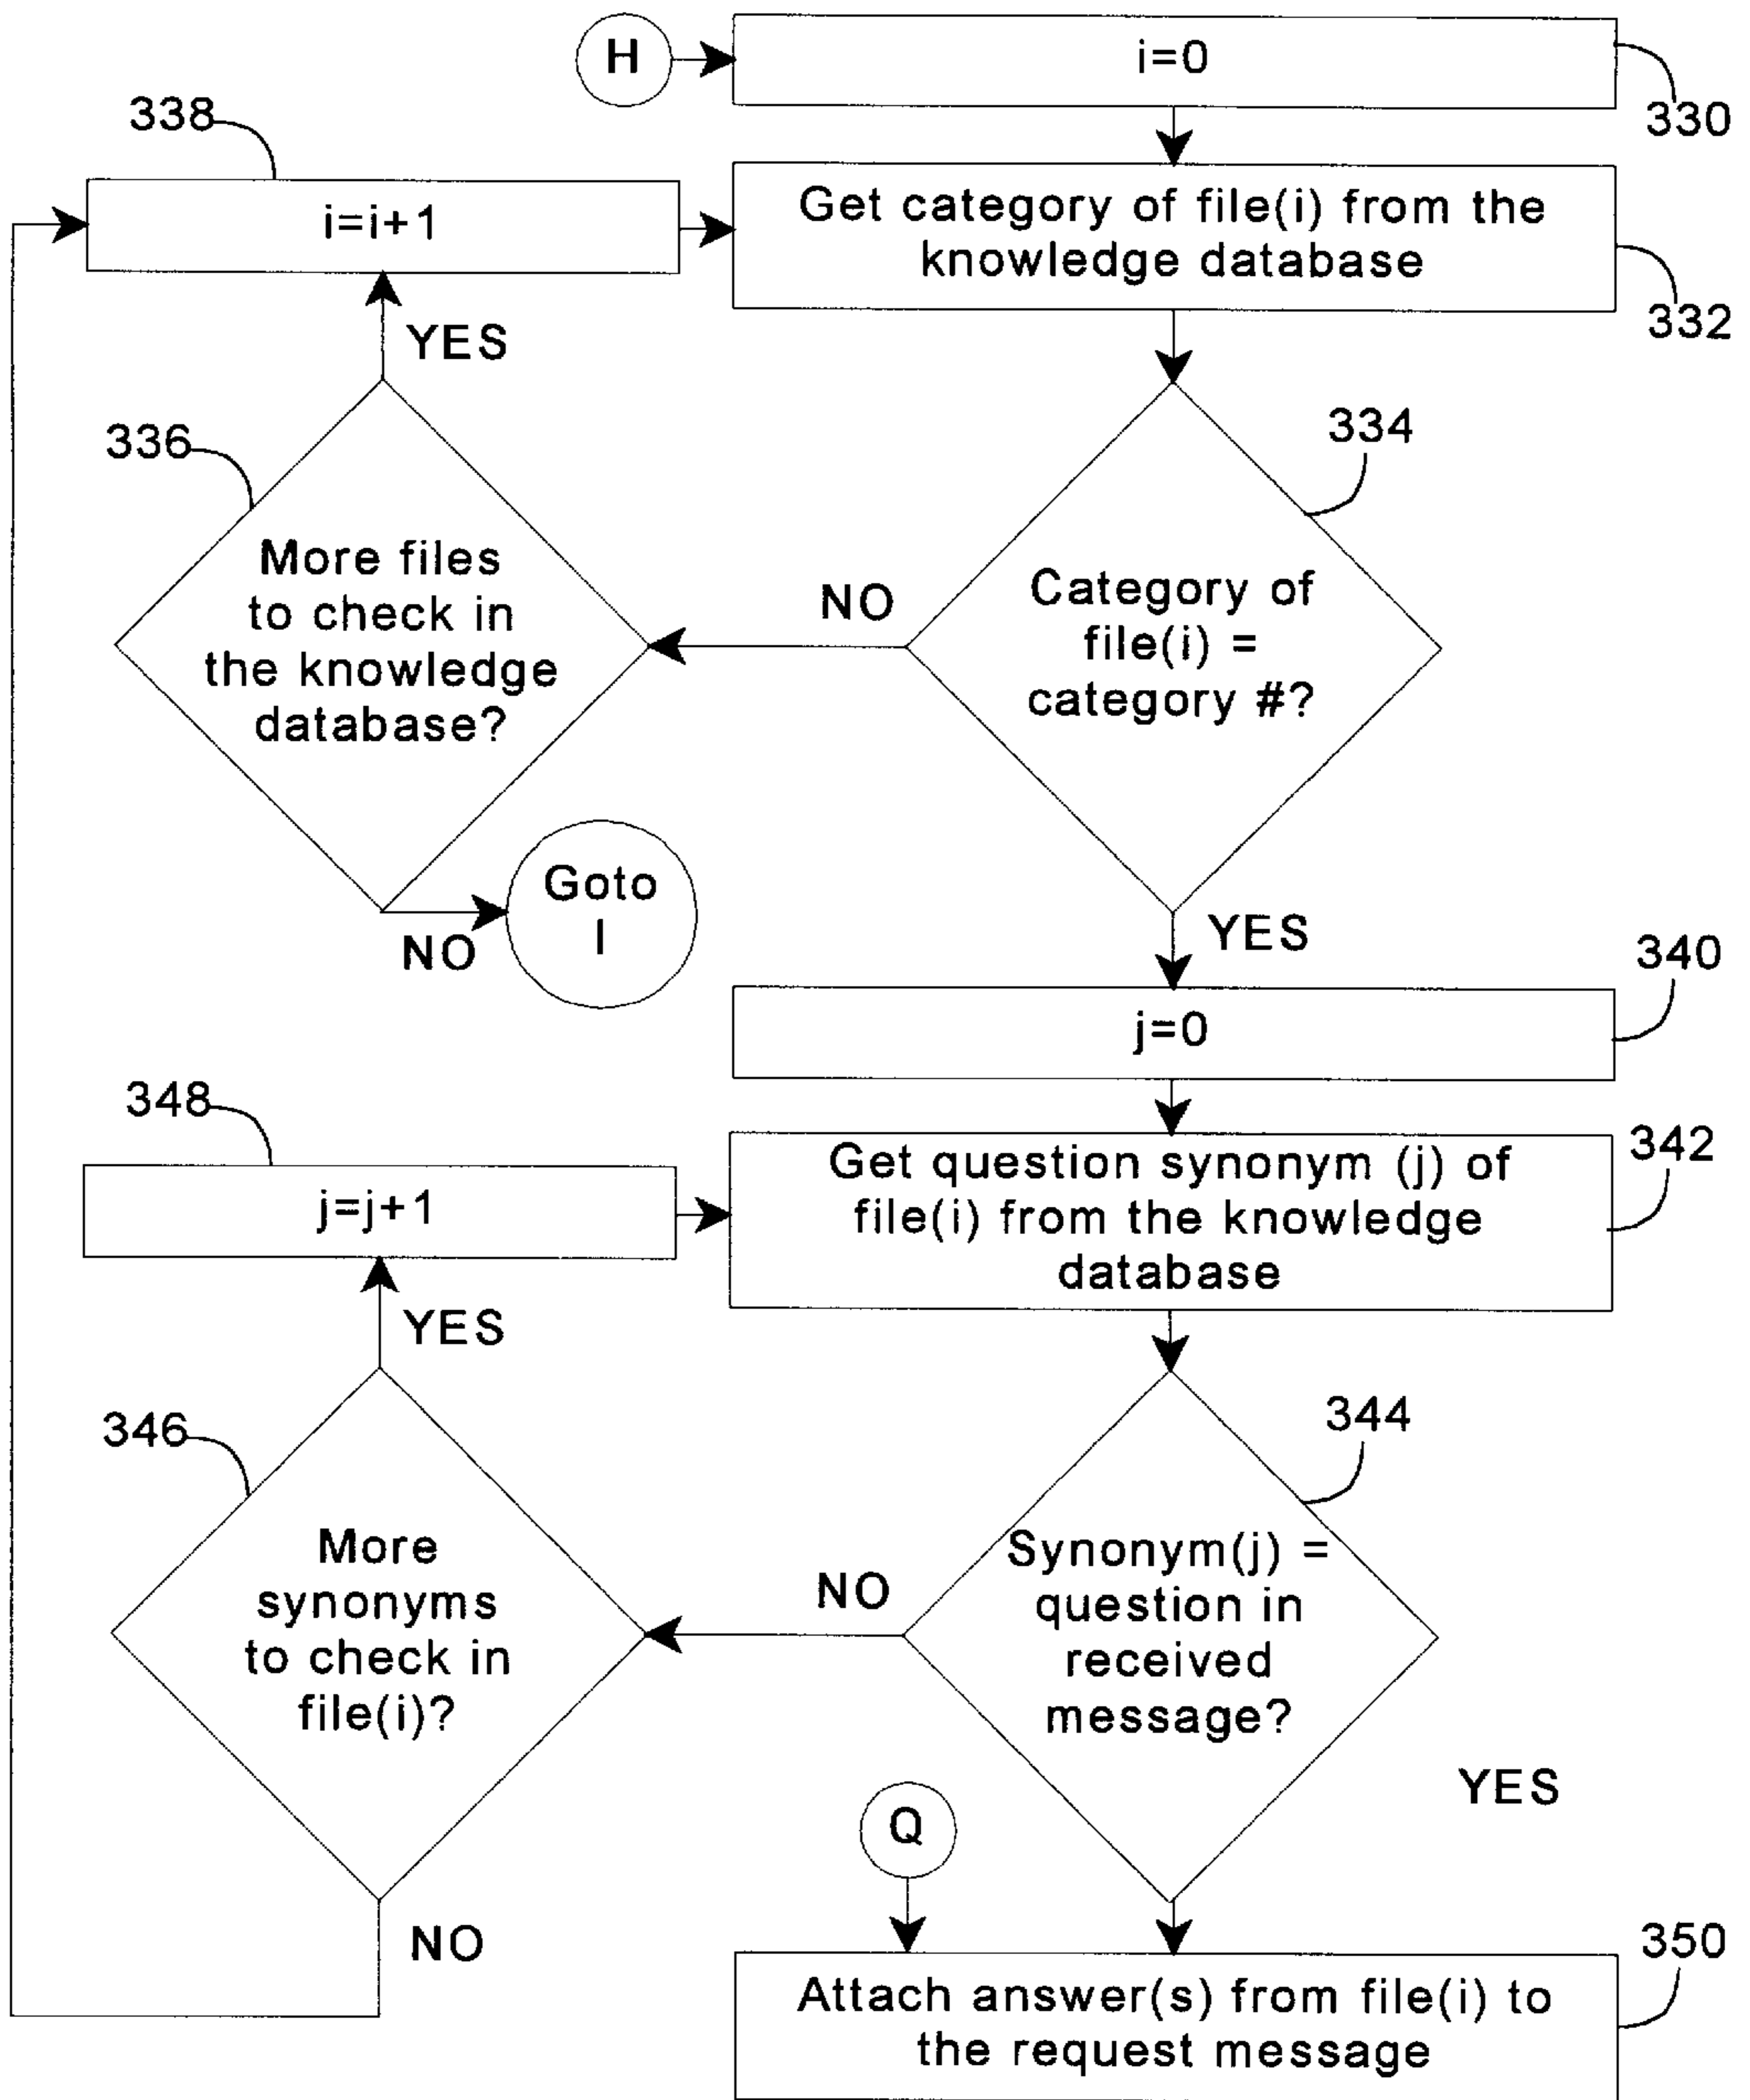 H
i=0
330
338
i=i+1
Get category of file(i) from the
knowledge database
332
YES
336
334
More files
to check in
the knowledge
database?
NO
Category of
file(i) =
category #?
Goto
I
NO
YES
340
j=0
348
j=j+1
Get question synonym (j) of
file(i) from the knowledge
database
342
YES
346
344
More
synonyms
to check in
file(i)?
NO
Synonym(j) =
question in
received
message?
YES
Q
NO
350
Attach answer(s) from file(i) to
the request message